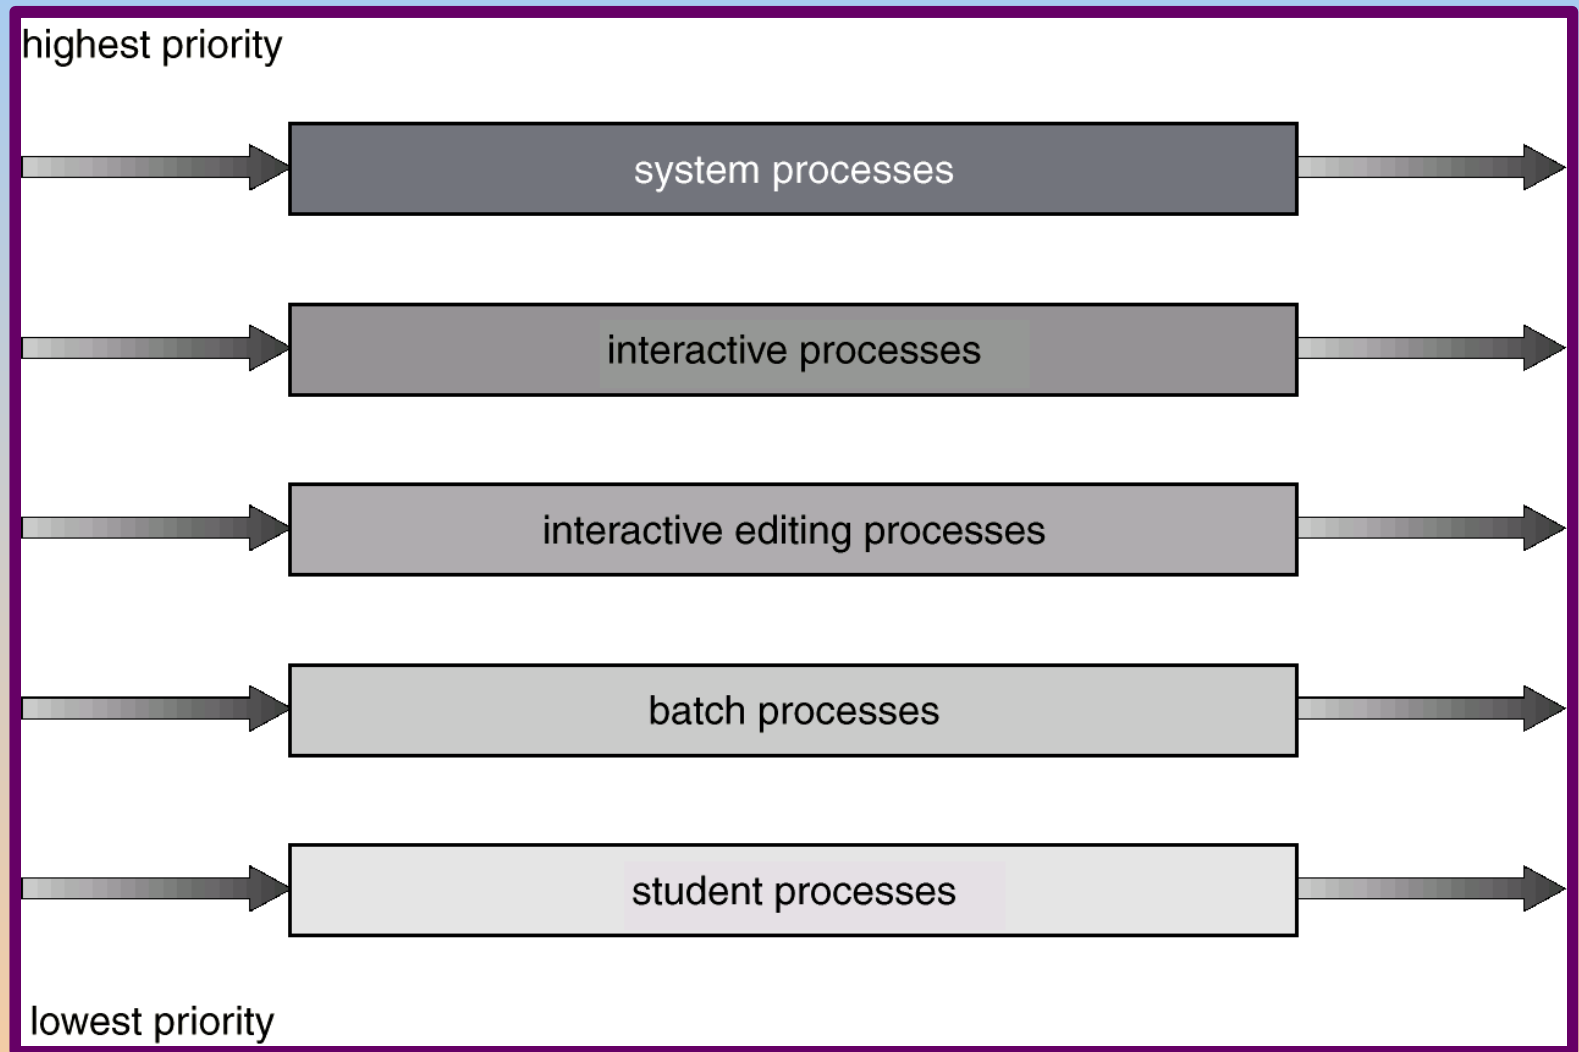 highest priority
system processes
interactive processes
interactive editing processes
batch processes
student processes
lowest priority